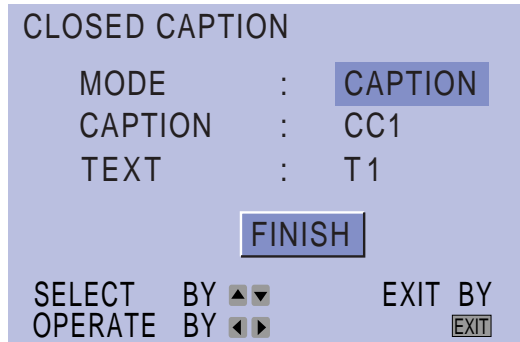 CLOSED CAPTION
MODE : CAPTION
CAPTION : CC1
TEXT : T1
FINISH
SELECT BY ▲▼ EXIT BY
OPERATE BY ◀▶ EXIT